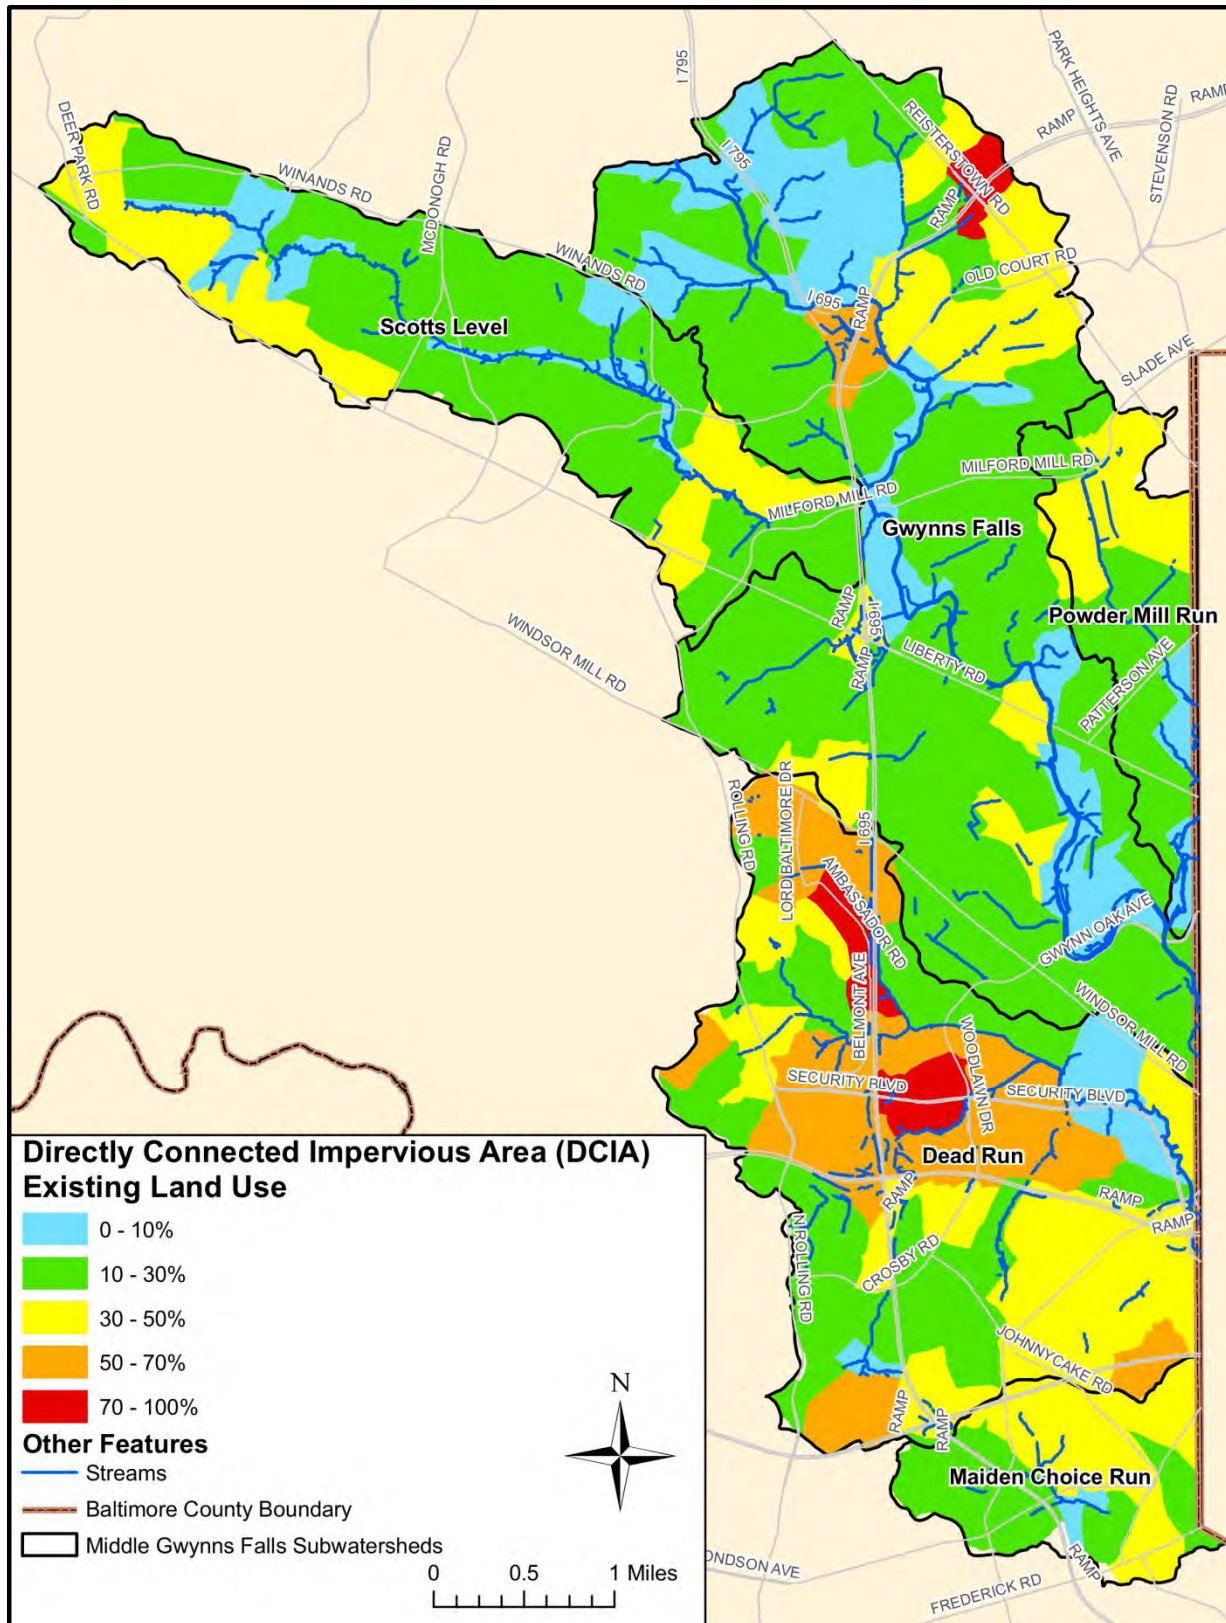 I 795
PARK HEIGHTS AVE
STEVENSON RD
RAMP
RAMP
REISTERSTOWN RD
DEER PARK RD
I 795
WINANDS RD
MCDONOGH RD
RAMP
WINANDS RD
OLD COURT RD
I 695
RAMP
Scotts Level
SLADE AVE
MILFORD MILL RD
MILFORD MILL RD
Gwynns Falls
RAMP
I 695
Powder Mill Run
WINDSOR MILL RD
RAMP
LIBERTY RD
PATTERSON AVE
LORD BALTIMORE DR
ROLLING RD
I 695
AMBASSADOR RD
GWYNN OAK AVE
BELMONT AVE
WINDSOR MILL RD
WOODLAWN DR
SECURITY BLVD
SECURITY BLVD
Dead Run
RAMP
RAMP
RAMP
N ROLLING RD
CROSBY RD
JOHNNYCAKE RD
RAMP
RAMP
Maiden Choice Run
RAMP
ONDSON AVE
FREDERICK RD
Directly Connected Impervious Area (DCIA)
Existing Land Use
0 - 10%
10 - 30%
30 - 50%
50 - 70%
70 - 100%
Other Features
Streams
Baltimore County Boundary
Middle Gwynns Falls Subwatersheds
N
0 0.5 1 Miles